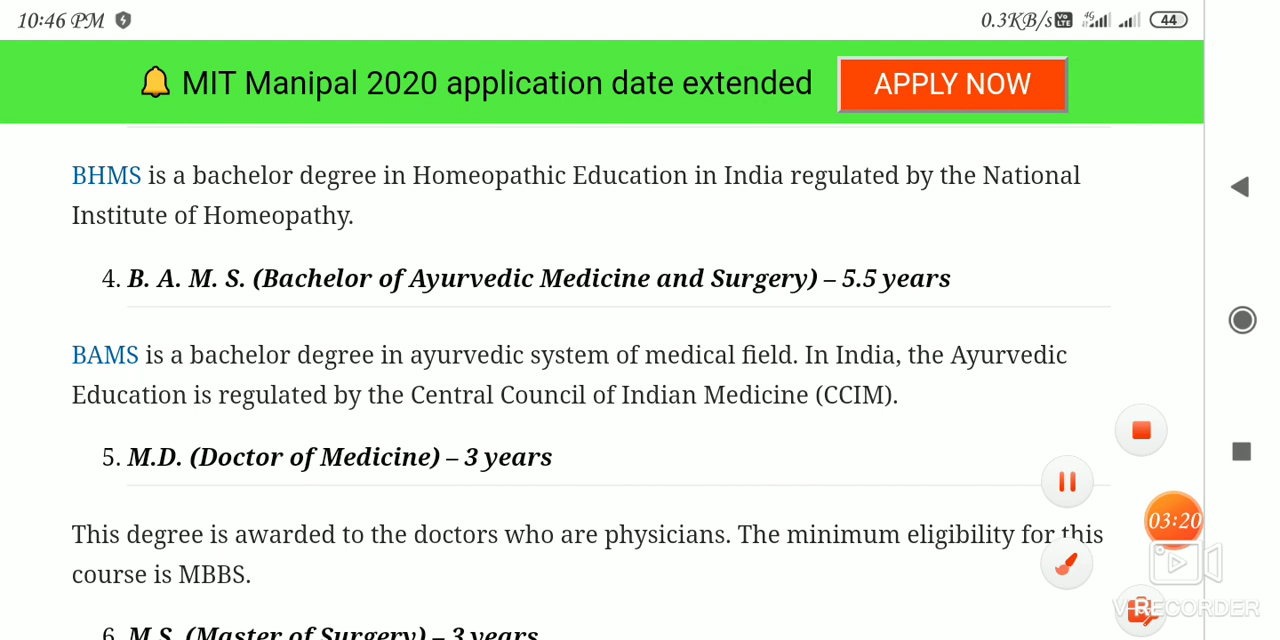 10:46 PM 0.3KB/s Vo LTE 4G 44
🔔 MIT Manipal 2020 application date extended APPLY NOW
BHMS is a bachelor degree in Homeopathic Education in India regulated by the National
Institute of Homeopathy.
4. B. A. M. S. (Bachelor of Ayurvedic Medicine and Surgery) – 5.5 years
BAMS is a bachelor degree in ayurvedic system of medical field. In India, the Ayurvedic
Education is regulated by the Central Council of Indian Medicine (CCIM).
5. M.D. (Doctor of Medicine) – 3 years
03:20
This degree is awarded to the doctors who are physicians. The minimum eligibility for this
course is MBBS.
V-RECORDER
6. M.S. (Master of Surgery) – 3 years